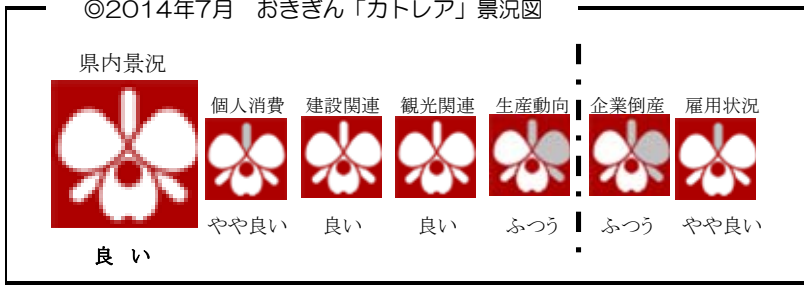 ◎2014年7月　おきぎん「カトレア」景況図
県内景況
個人消費　建設関連　観光関連　生産動向　企業倒産　雇用状況
やや良い　良い　良い　ふつう　ふつう　やや良い
良　い